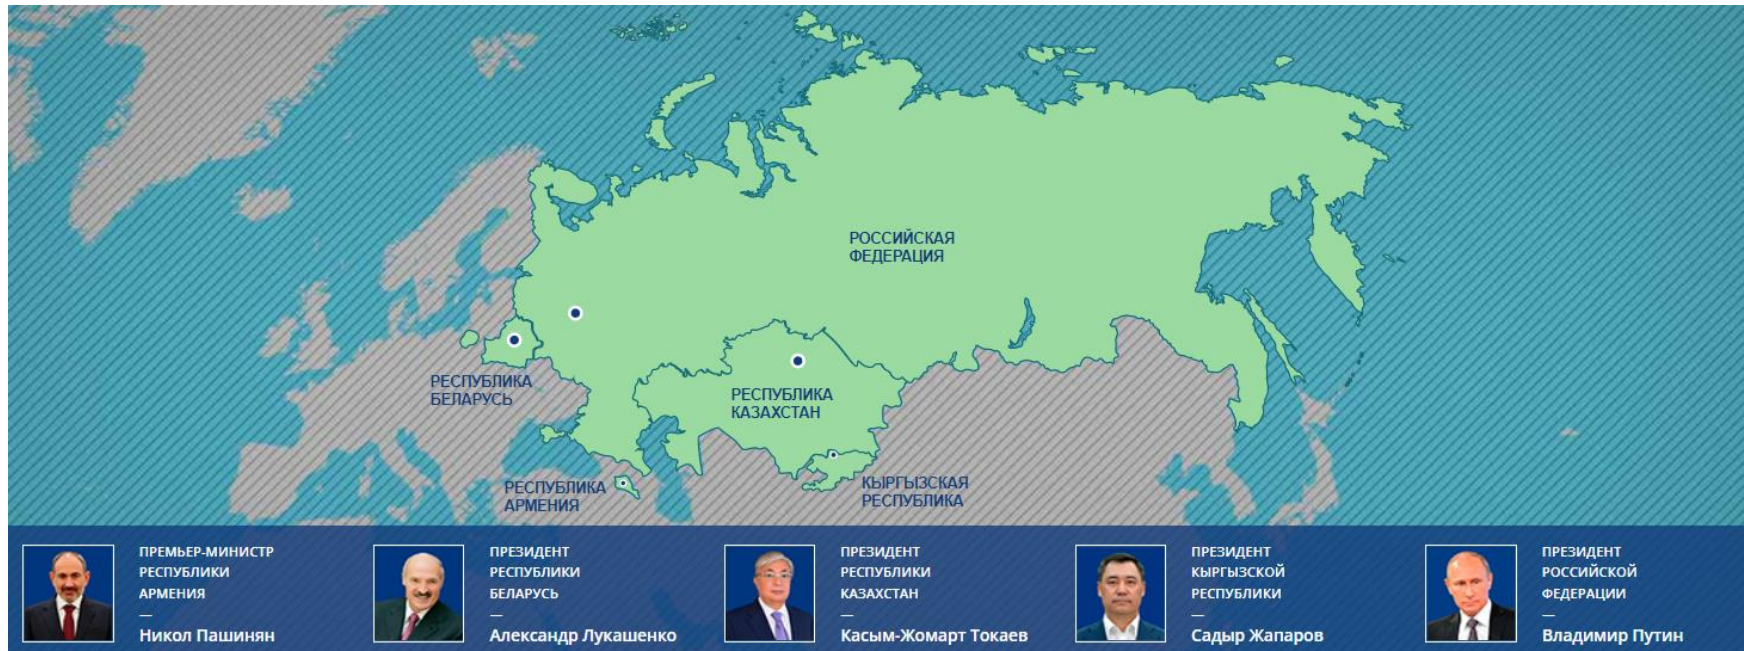 РОССИЙСКАЯ
ФЕДЕРАЦИЯ
РЕСПУБЛИКА
БЕЛАРУСЬ
РЕСПУБЛИКА
КАЗАХСТАН
РЕСПУБЛИКА
АРМЕНИЯ
КЫРГЫЗСКАЯ
РЕСПУБЛИКА
ПРЕМЬЕР-МИНИСТР
РЕСПУБЛИКИ
АРМЕНИЯ
—
Никол Пашинян
ПРЕЗИДЕНТ
РЕСПУБЛИКИ
БЕЛАРУСЬ
—
Александр Лукашенко
ПРЕЗИДЕНТ
РЕСПУБЛИКИ
КАЗАХСТАН
—
Касым-Жомарт Токаев
ПРЕЗИДЕНТ
КЫРГЫЗСКОЙ
РЕСПУБЛИКИ
—
Садыр Жапаров
ПРЕЗИДЕНТ
РОССИЙСКОЙ
ФЕДЕРАЦИИ
—
Владимир Путин